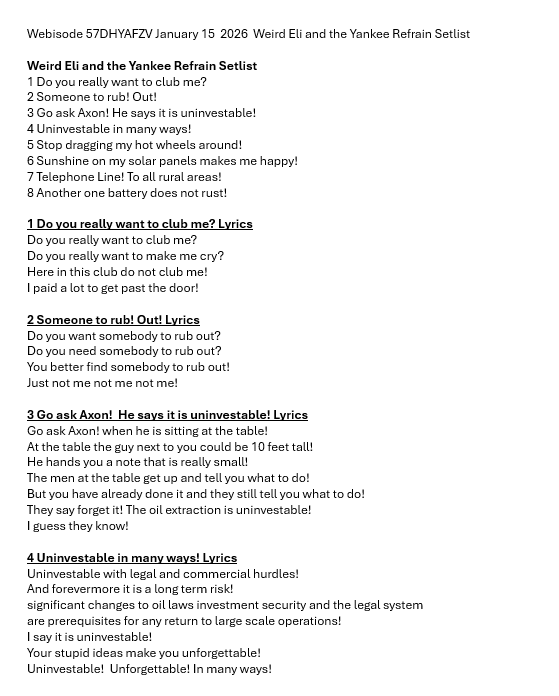 Webisode 57DHYAFZV January 15  2026  Weird Eli and the Yankee Refrain Setlist
Weird Eli and the Yankee Refrain Setlist
1 Do you really want to club me?
2 Someone to rub! Out!
3 Go ask Axon! He says it is uninvestable!
4 Uninvestable in many ways!
5 Stop dragging my hot wheels around!
6 Sunshine on my solar panels makes me happy!
7 Telephone Line! To all rural areas!
8 Another one battery does not rust!
1 Do you really want to club me? Lyrics
Do you really want to club me?
Do you really want to make me cry?
Here in this club do not club me!
I paid a lot to get past the door!
2 Someone to rub! Out! Lyrics
Do you want somebody to rub out?
Do you need somebody to rub out?
You better find somebody to rub out!
Just not me not me not me!
3 Go ask Axon!  He says it is uninvestable! Lyrics
Go ask Axon! when he is sitting at the table!
At the table the guy next to you could be 10 feet tall!
He hands you a note that is really small!
The men at the table get up and tell you what to do!
But you have already done it and they still tell you what to do!
They say forget it! The oil extraction is uninvestable!
I guess they know!
4 Uninvestable in many ways! Lyrics
Uninvestable with legal and commercial hurdles!
And forevermore it is a long term risk!
significant changes to oil laws investment security and the legal system
are prerequisites for any return to large scale operations!
I say it is uninvestable!
Your stupid ideas make you unforgettable!
Uninvestable!  Unforgettable! In many ways!